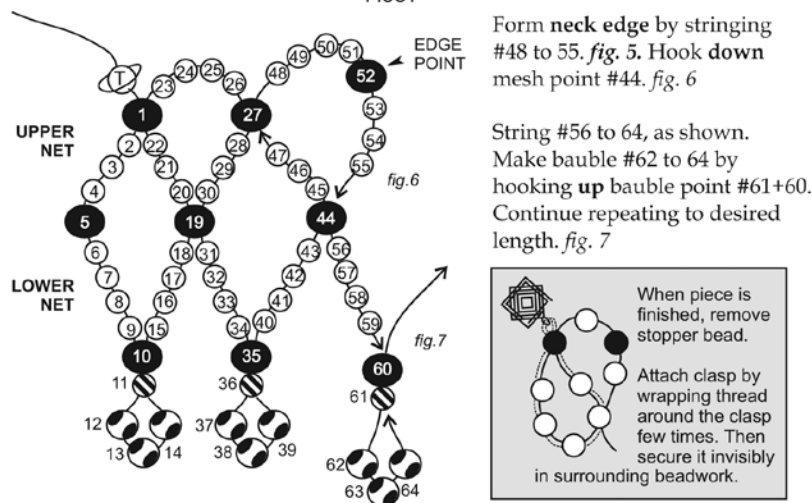 Form neck edge by stringing
#48 to 55. fig. 5. Hook down
mesh point #44. fig. 6
String #56 to 64, as shown.
Make bauble #62 to 64 by
hooking up bauble point #61+60.
Continue repeating to desired
length. fig. 7
EDGE
POINT
UPPER
NET
LOWER
NET
fig.6
fig.7
T
1
2
3
4
5
6
7
8
9
10
11
12
13
14
15
16
17
18
19
20
21
22
23
24
25
26
27
28
29
30
31
32
33
34
35
36
37
38
39
40
41
42
43
44
45
46
47
48
49
50
51
52
53
54
55
56
57
58
59
60
61
62
63
64
When piece is
finished, remove
stopper bead.
Attach clasp by
wrapping thread
around the clasp
few times. Then
secure it invisibly
in surrounding beadwork.